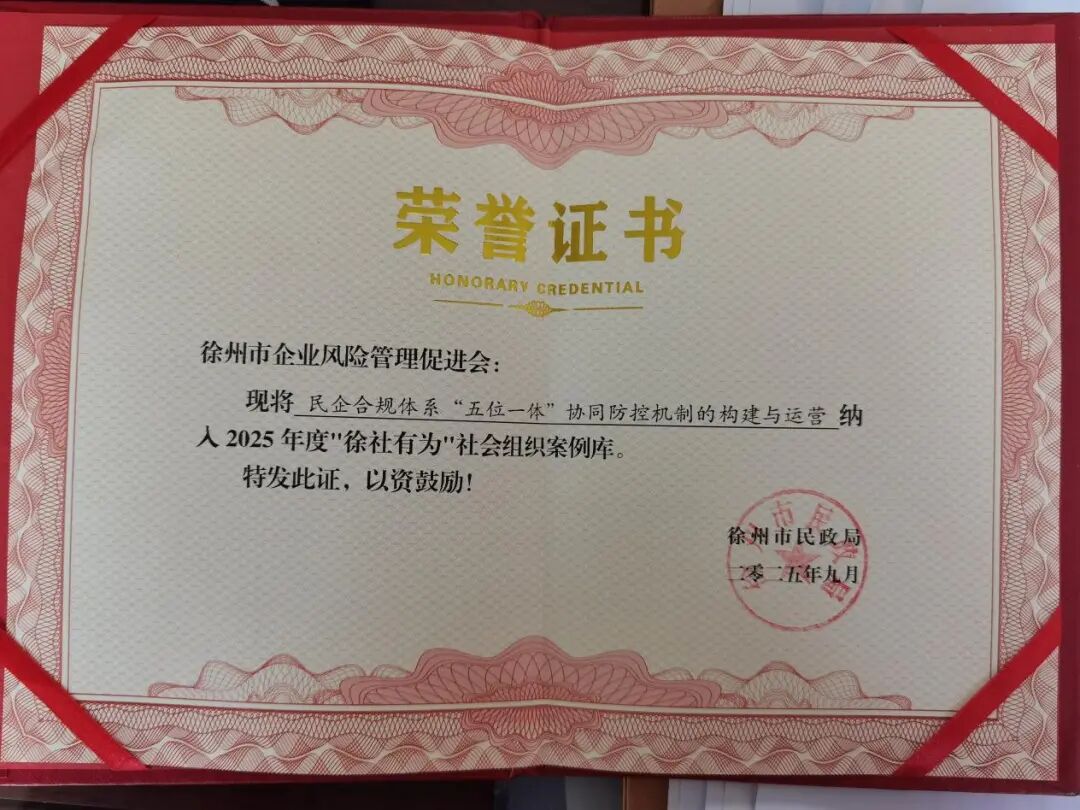 荣誉证书
HONORARY CREDENTIAL
徐州市企业风险管理促进会：
现将 民企合规体系“五位一体”协同防控机制的构建与运营 纳
入 2025 年度"徐社有为"社会组织案例库。
特发此证，以资鼓励！
徐州市民政局
二零二五年九月